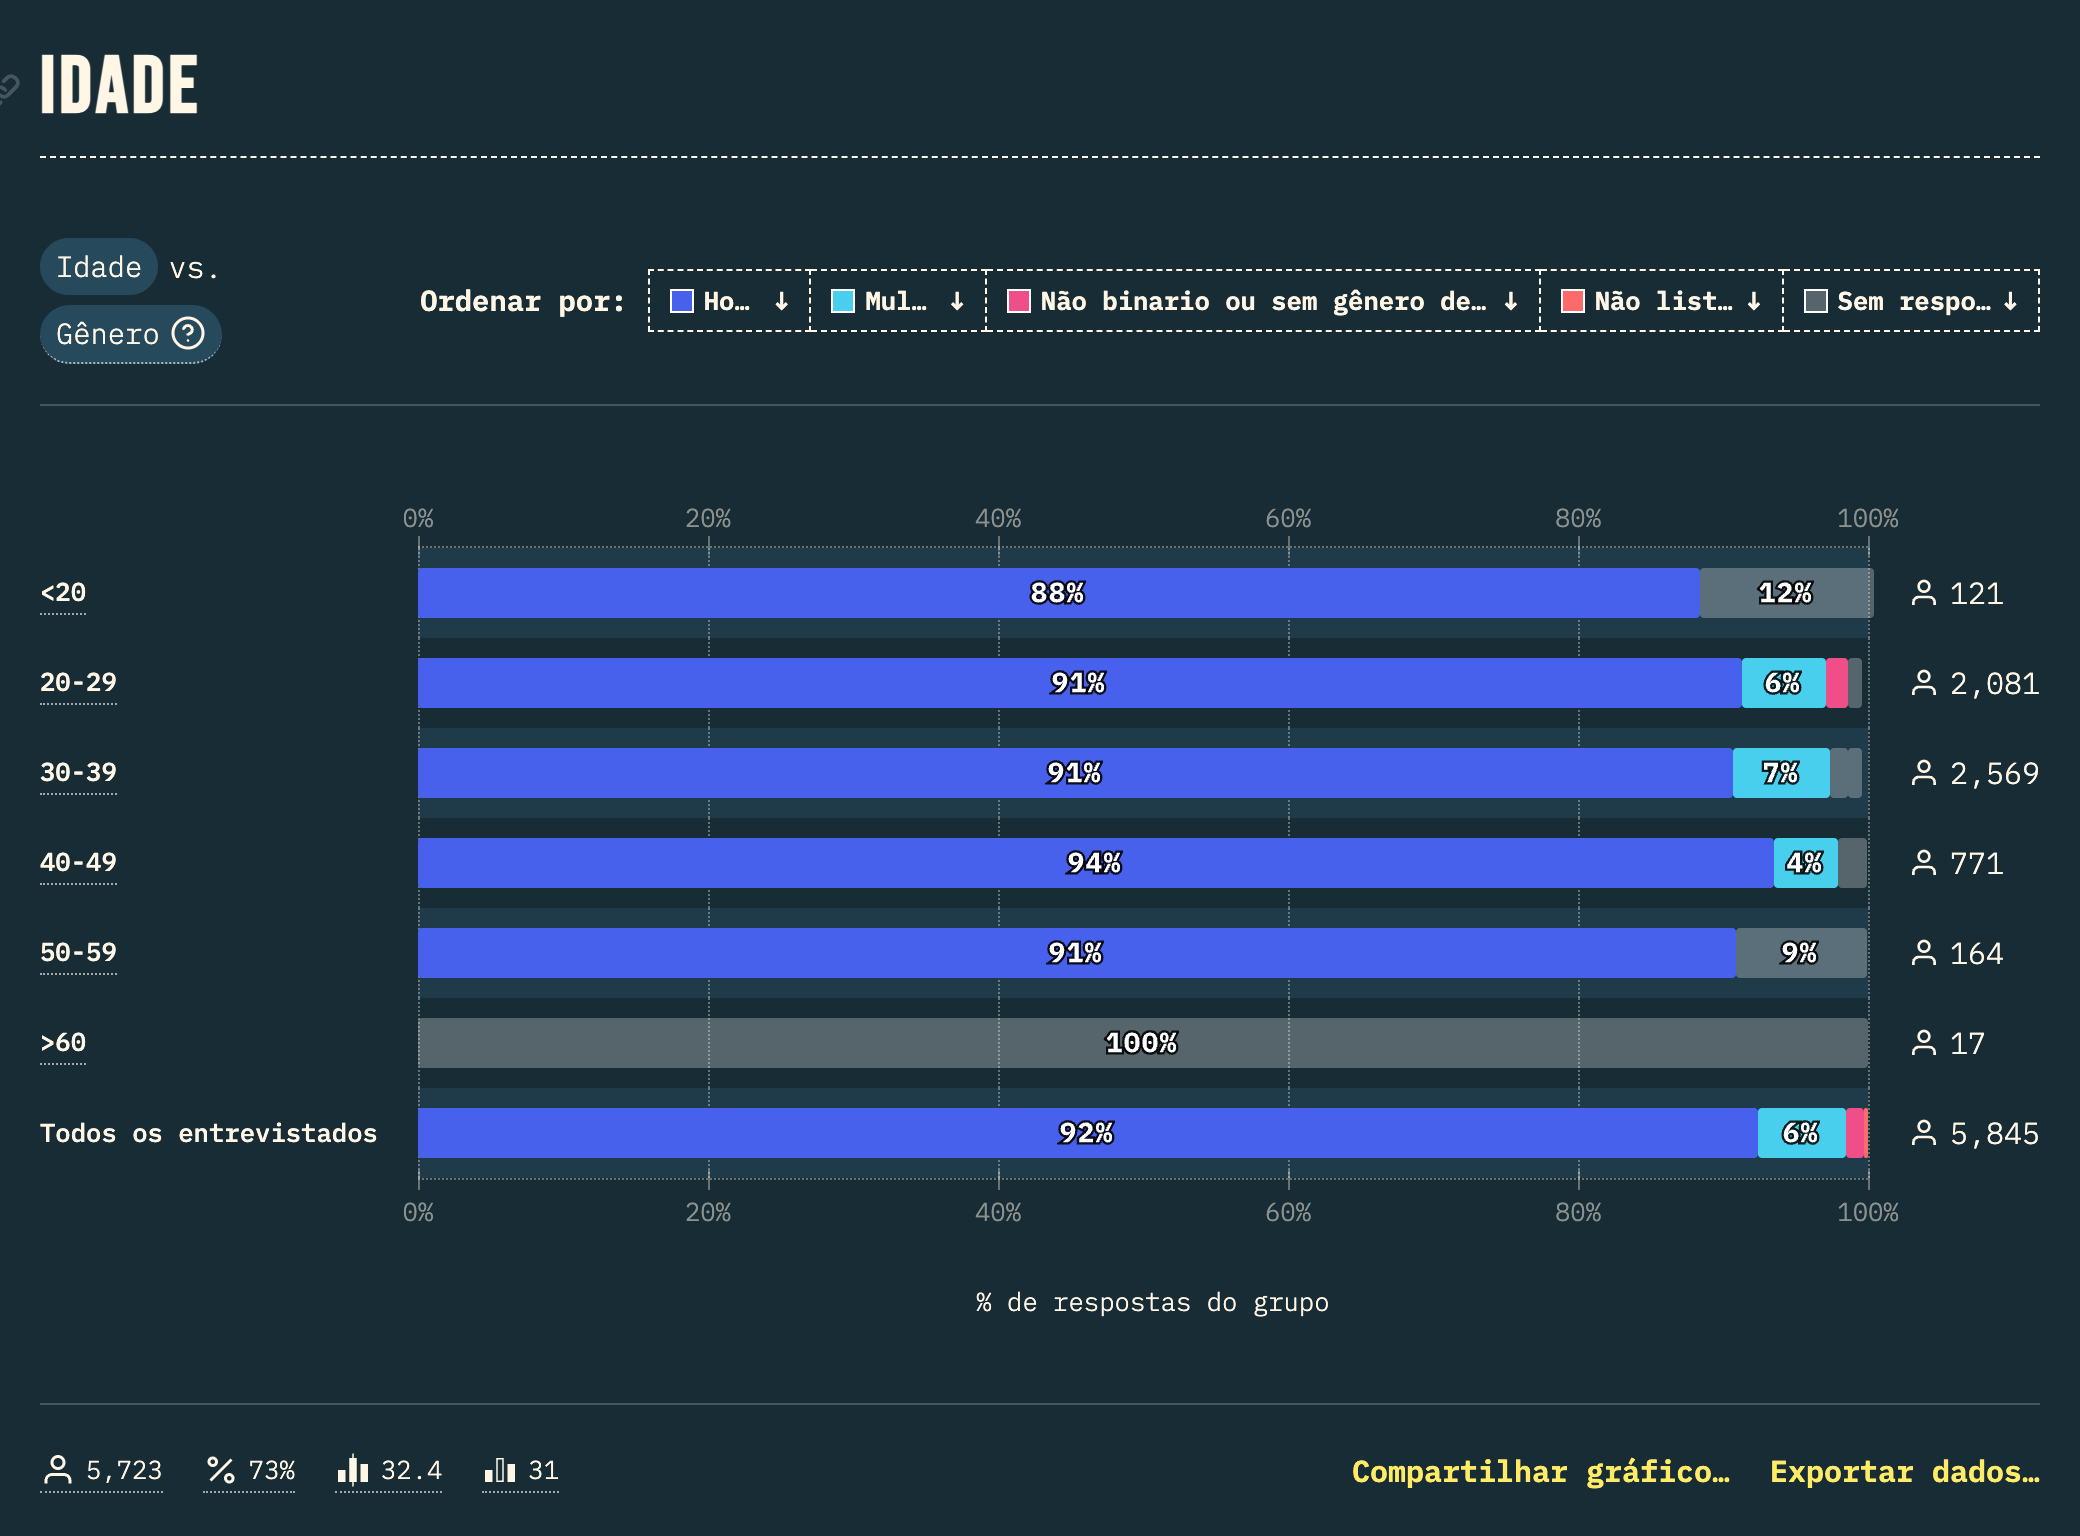 IDADE
Idade vs.
Gênero
Ordenar por: Ho… ↓ Mul… ↓ Não binario ou sem gênero de… ↓ Não list… ↓ Sem respo… ↓
0% 20% 40% 60% 80% 100%
<20 88% 12% 121
20-29 91% 6% 2,081
30-39 91% 7% 2,569
40-49 94% 4% 771
50-59 91% 9% 164
>60 100% 17
Todos os entrevistados 92% 6% 5,845
0% 20% 40% 60% 80% 100%
% de respostas do grupo
5,723 73% 32.4 31 Compartilhar gráfico… Exportar dados…